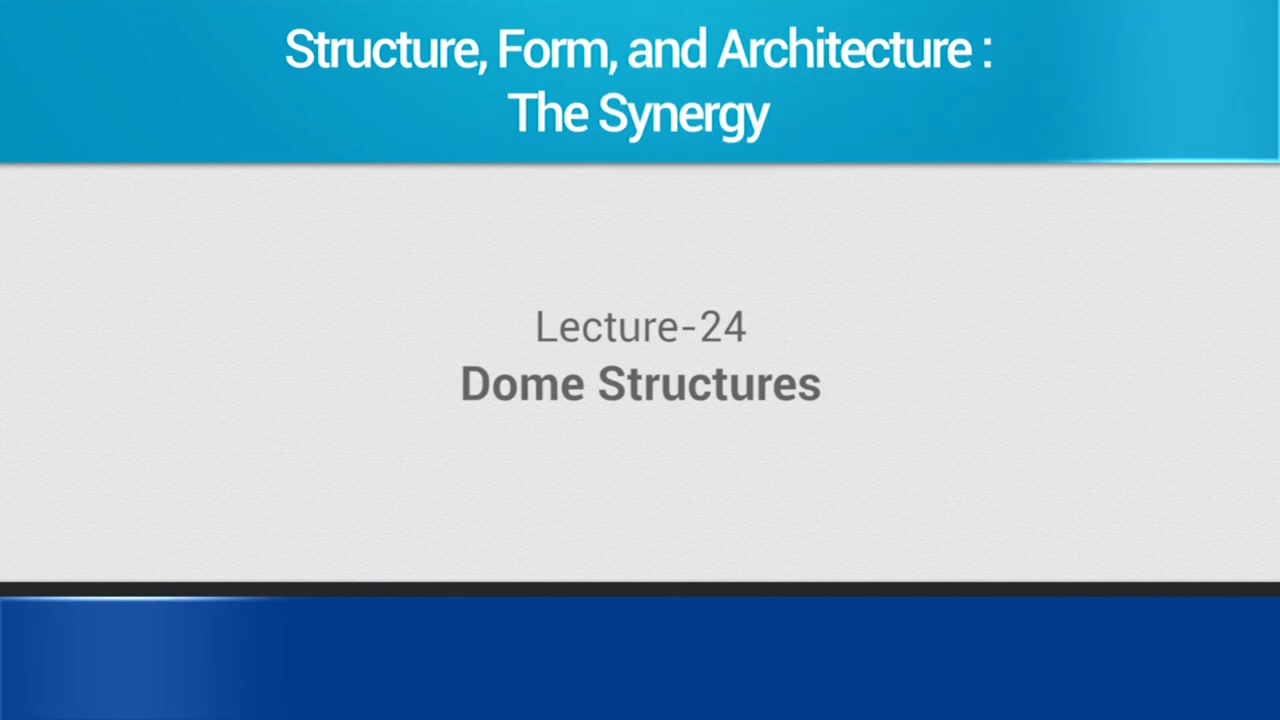 Structure, Form, and Architecture :
The Synergy
Lecture-24
Dome Structures